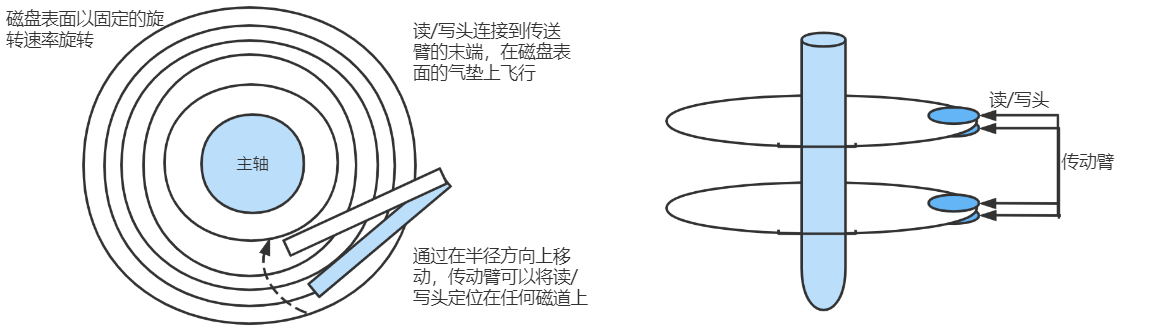 磁盘表面以固定的旋
转速率旋转
读/写头连接到传送
臂的末端，在磁盘表
面的气垫上飞行
主轴
通过在半径方向上移
动，传动臂可以将读/
写头定位在任何磁道上
读/写头
传动臂